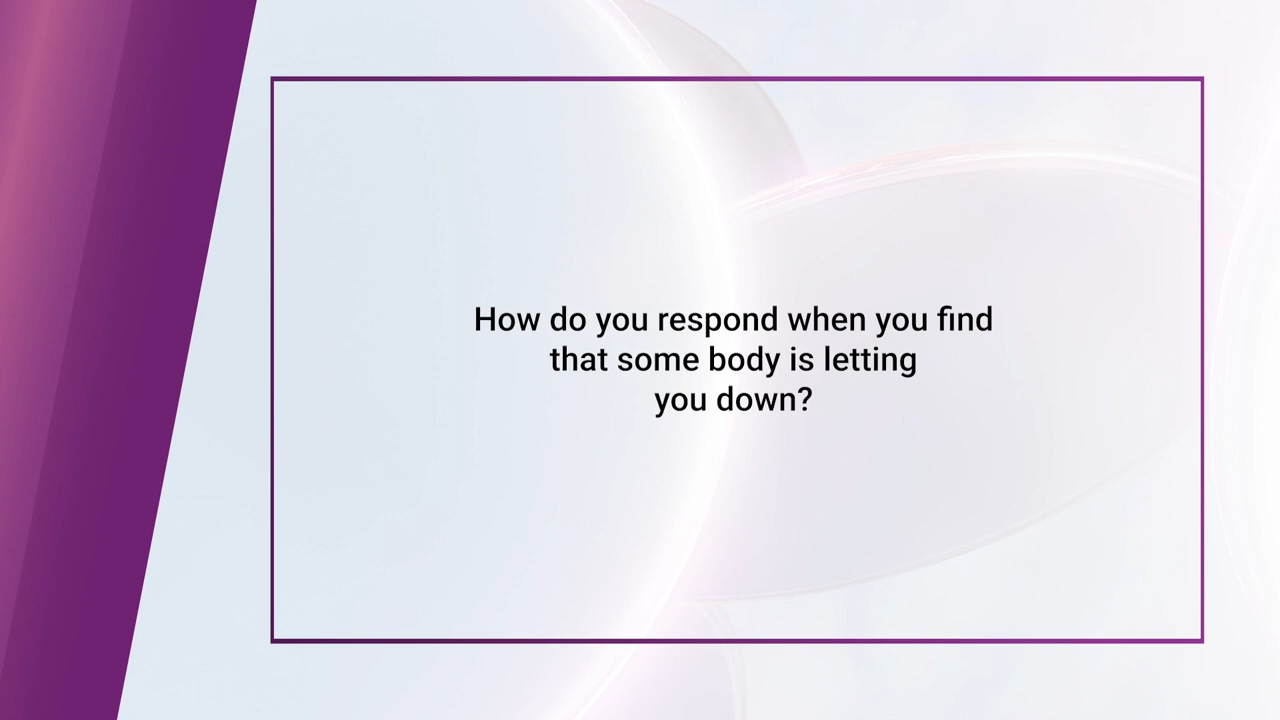 How do you respond when you find
that some body is letting
you down?